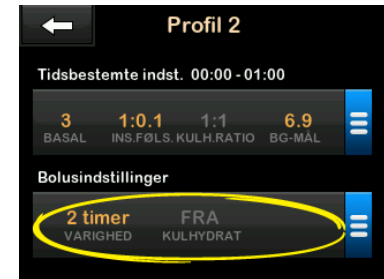 Profil 2
Tidsbestemte indst. 00:00 - 01:00
3 1:0.1 1:1 6.9
BASAL INS.FØLS. KULH.RATIO BG-MÅL
Bolusindstillinger
2 timer FRA
VARIGHED KULHYDRAT